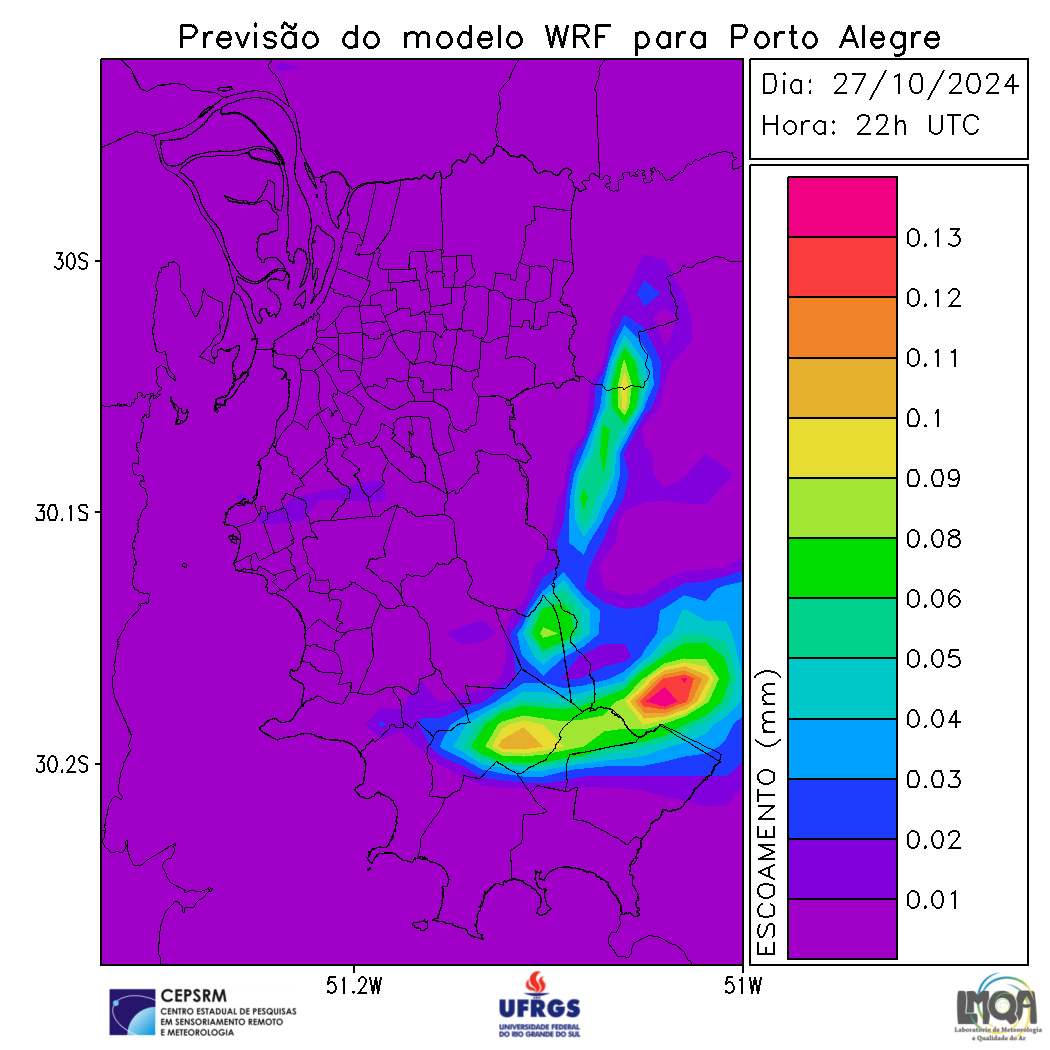 Previsão do modelo WRF para Porto Alegre
Dia: 27/10/2024
Hora: 22h UTC
30S
30.1S
30.2S
51.2W
51W
0.13
0.12
0.11
0.1
0.09
0.08
0.06
0.05
0.04
0.03
0.02
0.01
ESCOAMENTO (mm)
CEPSRM
CENTRO ESTADUAL DE PESQUISAS
EM SENSORIAMENTO REMOTO
E METEOROLOGIA
UFRGS
UNIVERSIDADE FEDERAL
DO RIO GRANDE DO SUL
LMQA
Laboratório de Meteorologia
e Qualidade do Ar